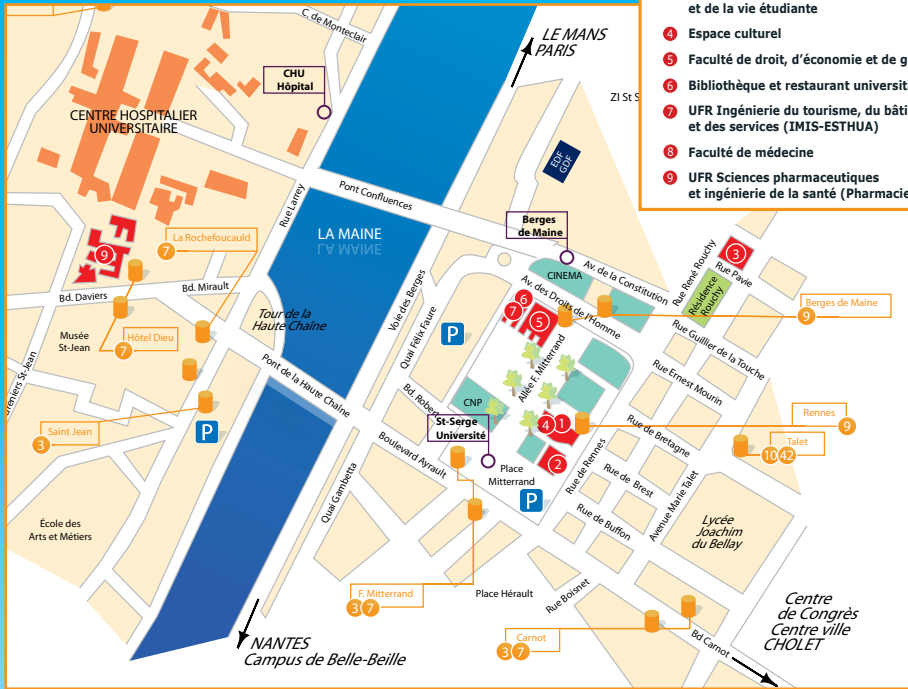 et de la vie étudiante
4 Espace culturel
5 Faculté de droit, d'économie et de g
6 Bibliothèque et restaurant universit
7 UFR Ingénierie du tourisme, du bâti
et des services (IMIS-ESTHUA)
8 Faculté de médecine
9 UFR Sciences pharmaceutiques
et ingénierie de la santé (Pharmacie
C. de Monteclair
LE MANS
PARIS
CHU
Hôpital
ZI St S
CENTRE HOSPITALIER
UNIVERSITAIRE
EDF
GDF
Pont Confluences
Rue Larrey
LA MAINE
Berges
de Maine
La Rochefoucauld
7
9
3
Rue René Rouchy
Rue Pavie
Résidence
Rouchy
CINEMA
Av. de la Constitution
Av. des Droits de l'Homme
Bd. Daviers
Bd. Mirault
Voie des Berges
Quai Félix Faure
Tour de la
Haute Chaîne
6
7
5
Berges de Maine
9
Musée
St-Jean
Hôtel Dieu
7
P
Rue Guillier de la Touche
Allée F. Mitterrand
Rue Ernest Mourin
Pont de la Haute Chaîne
Greniers St-Jean
Bd. Robert
CNP
St-Serge
Université
4
1
2
Rennes
9
Saint Jean
3
P
Talet
10
42
Rue de Bretagne
Boulevard Ayrault
Place
Mitterrand
P
Rue de Rennes
Rue de Brest
Avenue Marie Talet
Quai Gambetta
Rue de Buffon
Lycée
Joachim
du Bellay
École des
Arts et Métiers
F. Mitterrand
3
7
Place Hérault
Rue Boisnet
Centre
de Congrès
Centre ville
CHOLET
Carnot
3
7
Bd Carnot
NANTES
Campus de Belle-Beille